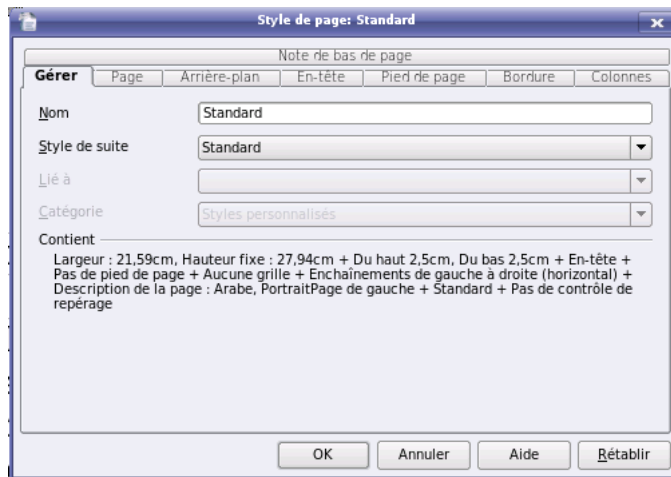 Style de page: Standard
Note de bas de page
Gérer Page Arrière-plan En-tête Pied de page Bordure Colonnes
Nom Standard
Style de suite Standard
Lié à
Catégorie Styles personnalisés
Contient
Largeur : 21,59cm, Hauteur fixe : 27,94cm + Du haut 2,5cm, Du bas 2,5cm + En-tête +
Pas de pied de page + Aucune grille + Enchaînements de gauche à droite (horizontal) +
Description de la page : Arabe, PortraitPage de gauche + Standard + Pas de contrôle de
repérage
OK Annuler Aide Rétablir